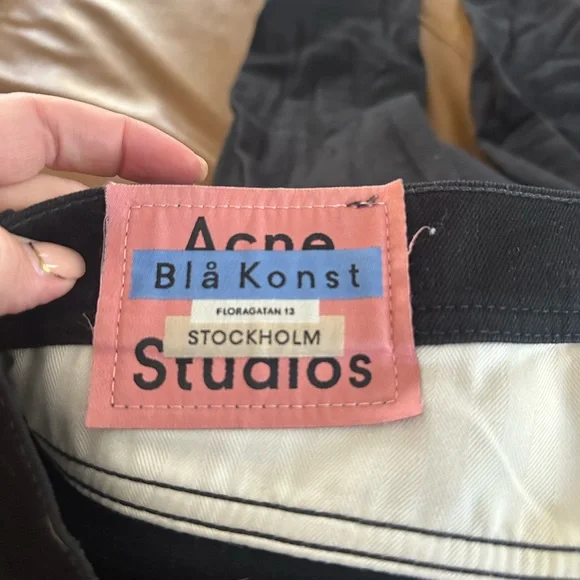 Acne
Blå Konst
FLORAGATAN 13
STOCKHOLM
Studios